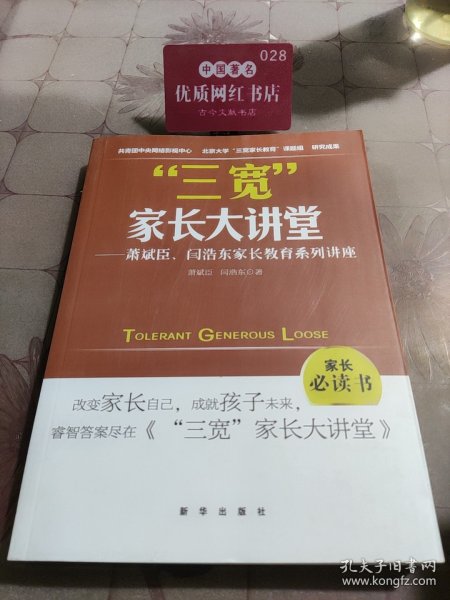 028
中国著名
优质网红书店
古今文献书店
共青团中央网络影视中心 北京大学“三宽家长教育”课题组 研究成果
“三宽”
家长大讲堂
——萧斌臣、闫浩东家长教育系列讲座
萧斌臣 闫浩东◎著
TOLERANT GENEROUS LOOSE
家长
必读书
改变家长自己，成就孩子未来，
睿智答案尽在《“三宽”家长大讲堂》
新华出版社
孔夫子旧书网
www.kongfz.com